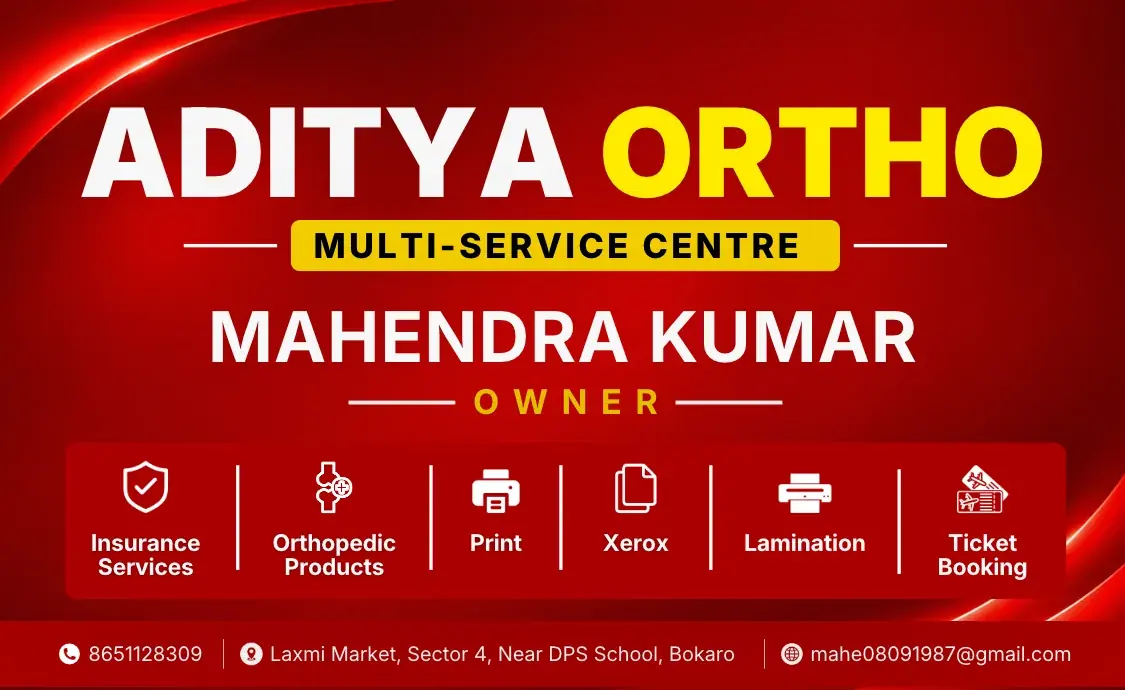 ADITYA ORTHO
MULTI-SERVICE CENTRE
MAHENDRA KUMAR
OWNER
Insurance
Services
Orthopedic
Products
Print
Xerox
Lamination
Ticket
Booking
8651128309
Laxmi Market, Sector 4, Near DPS School, Bokaro
mahe08091987@gmail.com